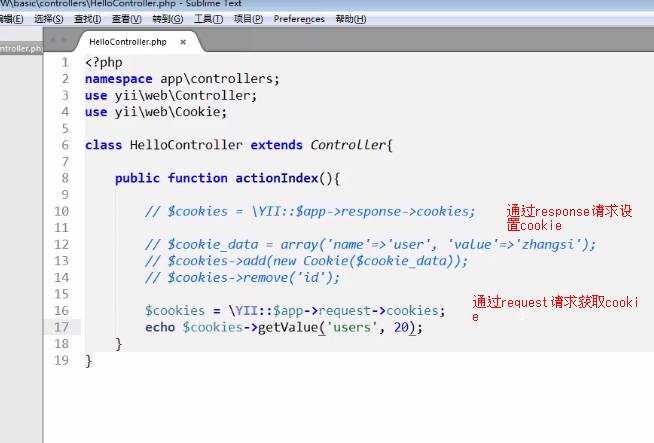 W\basic\controllers\HelloController.php - Sublime Text
编辑(E) 选择(S) 查找(I) 查看(V) 转到(G) 工具(T) 项目(P) Preferences 帮助(H)
ntroller.ph
HelloController.php ×
1 <?php
2 namespace app\controllers;
3 use yii\web\Controller;
4 use yii\web\Cookie;
5
6 class HelloController extends Controller{
7
8 public function actionIndex(){
9
10 // $cookies = \YII::$app->response->cookies;
通过response请求设
置cookie
11
12 // $cookie_data = array('name'=>'user', 'value'=>'zhangsi');
13 // $cookies->add(new Cookie($cookie_data));
14 // $cookies->remove('id');
15
16 $cookies = \YII::$app->request->cookies;
通过request请求获取cooki
e
17 echo $cookies->getValue('users', 20);
18 }
19 }